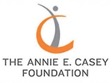 THE ANNIE E. CASEY
FOUNDATION